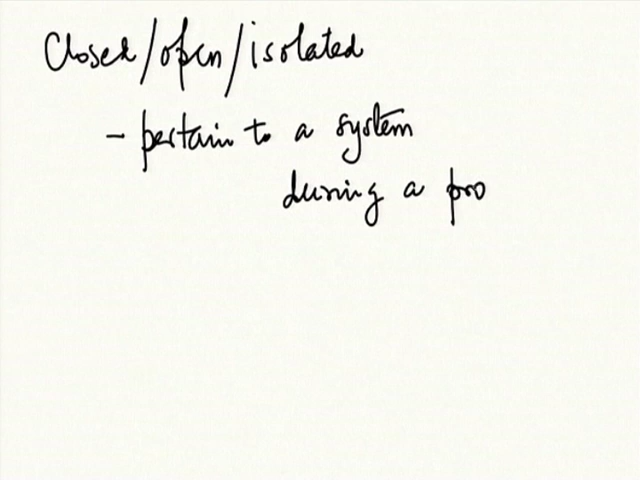 Closed/open/isolated
- pertain to a system
during a pro